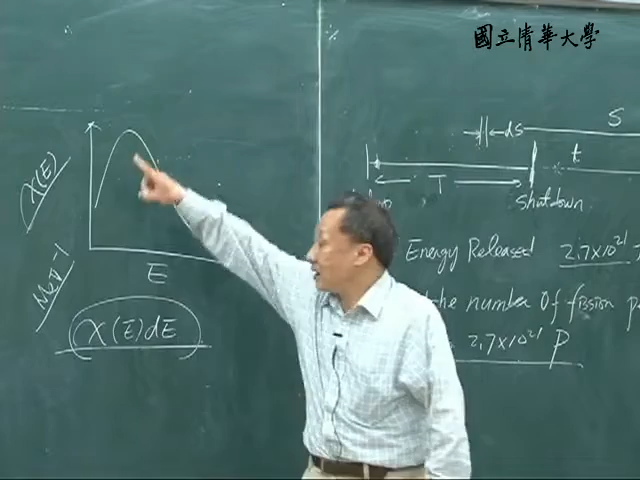 國立清華大學
χ(E)
MeV-1
E
χ(E)dE
ds
S
T
t
shutdown
Energy Released 2.7×10²¹
the number of fission
2.7×10²¹ P